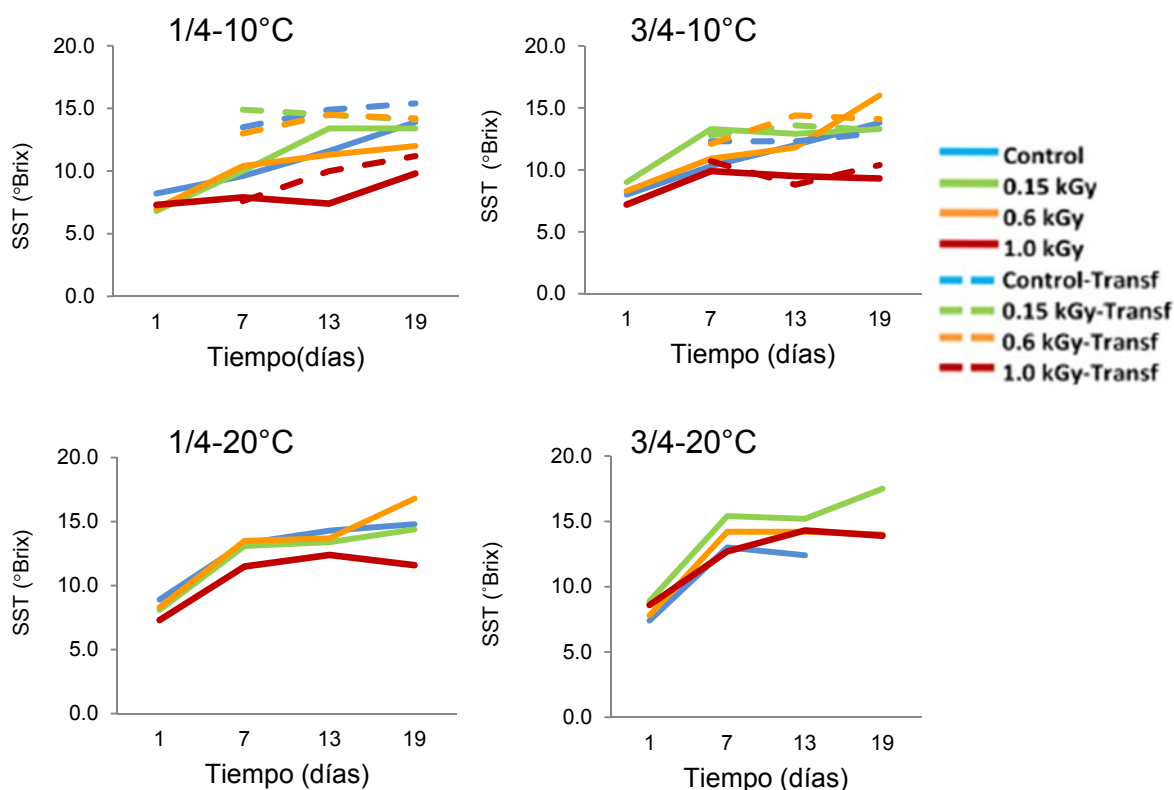 1/4-10°C
20.0
15.0
10.0
5.0
0.0
SST (°Brix)
1 7 13 19
Tiempo(días)
3/4-10°C
20.0
15.0
10.0
5.0
0.0
SST (°Brix)
1 7 13 19
Tiempo (días)
Control
0.15 kGy
0.6 kGy
1.0 kGy
Control-Transf
0.15 kGy-Transf
0.6 kGy-Transf
1.0 kGy-Transf
1/4-20°C
20.0
15.0
10.0
5.0
0.0
SST (°Brix)
1 7 13 19
Tiempo (días)
3/4-20°C
20.0
15.0
10.0
5.0
0.0
SST (°Brix)
1 7 13 19
Tiempo (días)